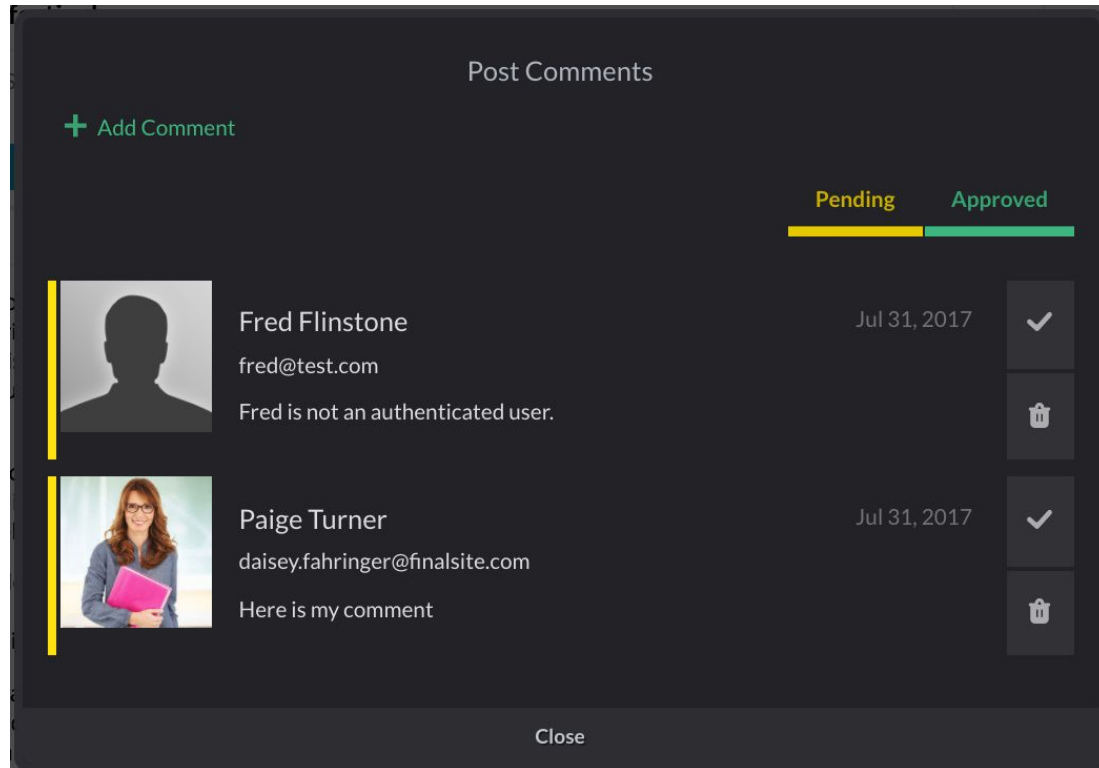 Post Comments
Add Comment
Pending Approved
Fred Flinstone Jul 31, 2017
fred@test.com
Fred is not an authenticated user.
Paige Turner Jul 31, 2017
daisey.fahringer@finalsite.com
Here is my comment
Close